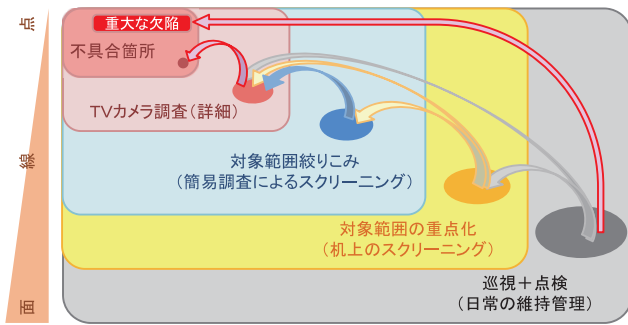 点
線
面
重大な欠陥
不具合箇所
TVカメラ調査(詳細)
対象範囲絞りこみ
(簡易調査によるスクリーニング)
対象範囲の重点化
(机上のスクリーニング)
巡視+点検
(日常の維持管理)